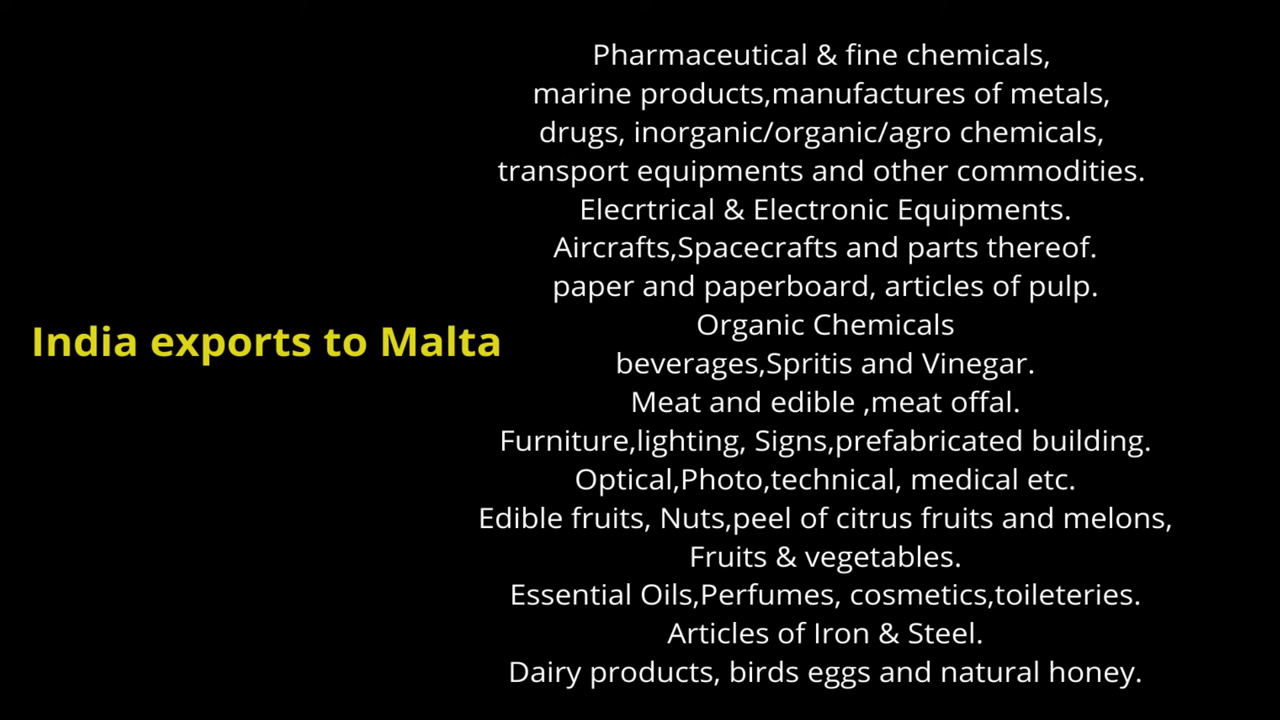 India exports to Malta
Pharmaceutical & fine chemicals,
marine products,manufactures of metals,
drugs, inorganic/organic/agro chemicals,
transport equipments and other commodities.
Elecrtrical & Electronic Equipments.
Aircrafts,Spacecrafts and parts thereof.
paper and paperboard, articles of pulp.
Organic Chemicals
beverages,Spritis and Vinegar.
Meat and edible ,meat offal.
Furniture,lighting, Signs,prefabricated building.
Optical,Photo,technical, medical etc.
Edible fruits, Nuts,peel of citrus fruits and melons,
Fruits & vegetables.
Essential Oils,Perfumes, cosmetics,toileteries.
Articles of Iron & Steel.
Dairy products, birds eggs and natural honey.